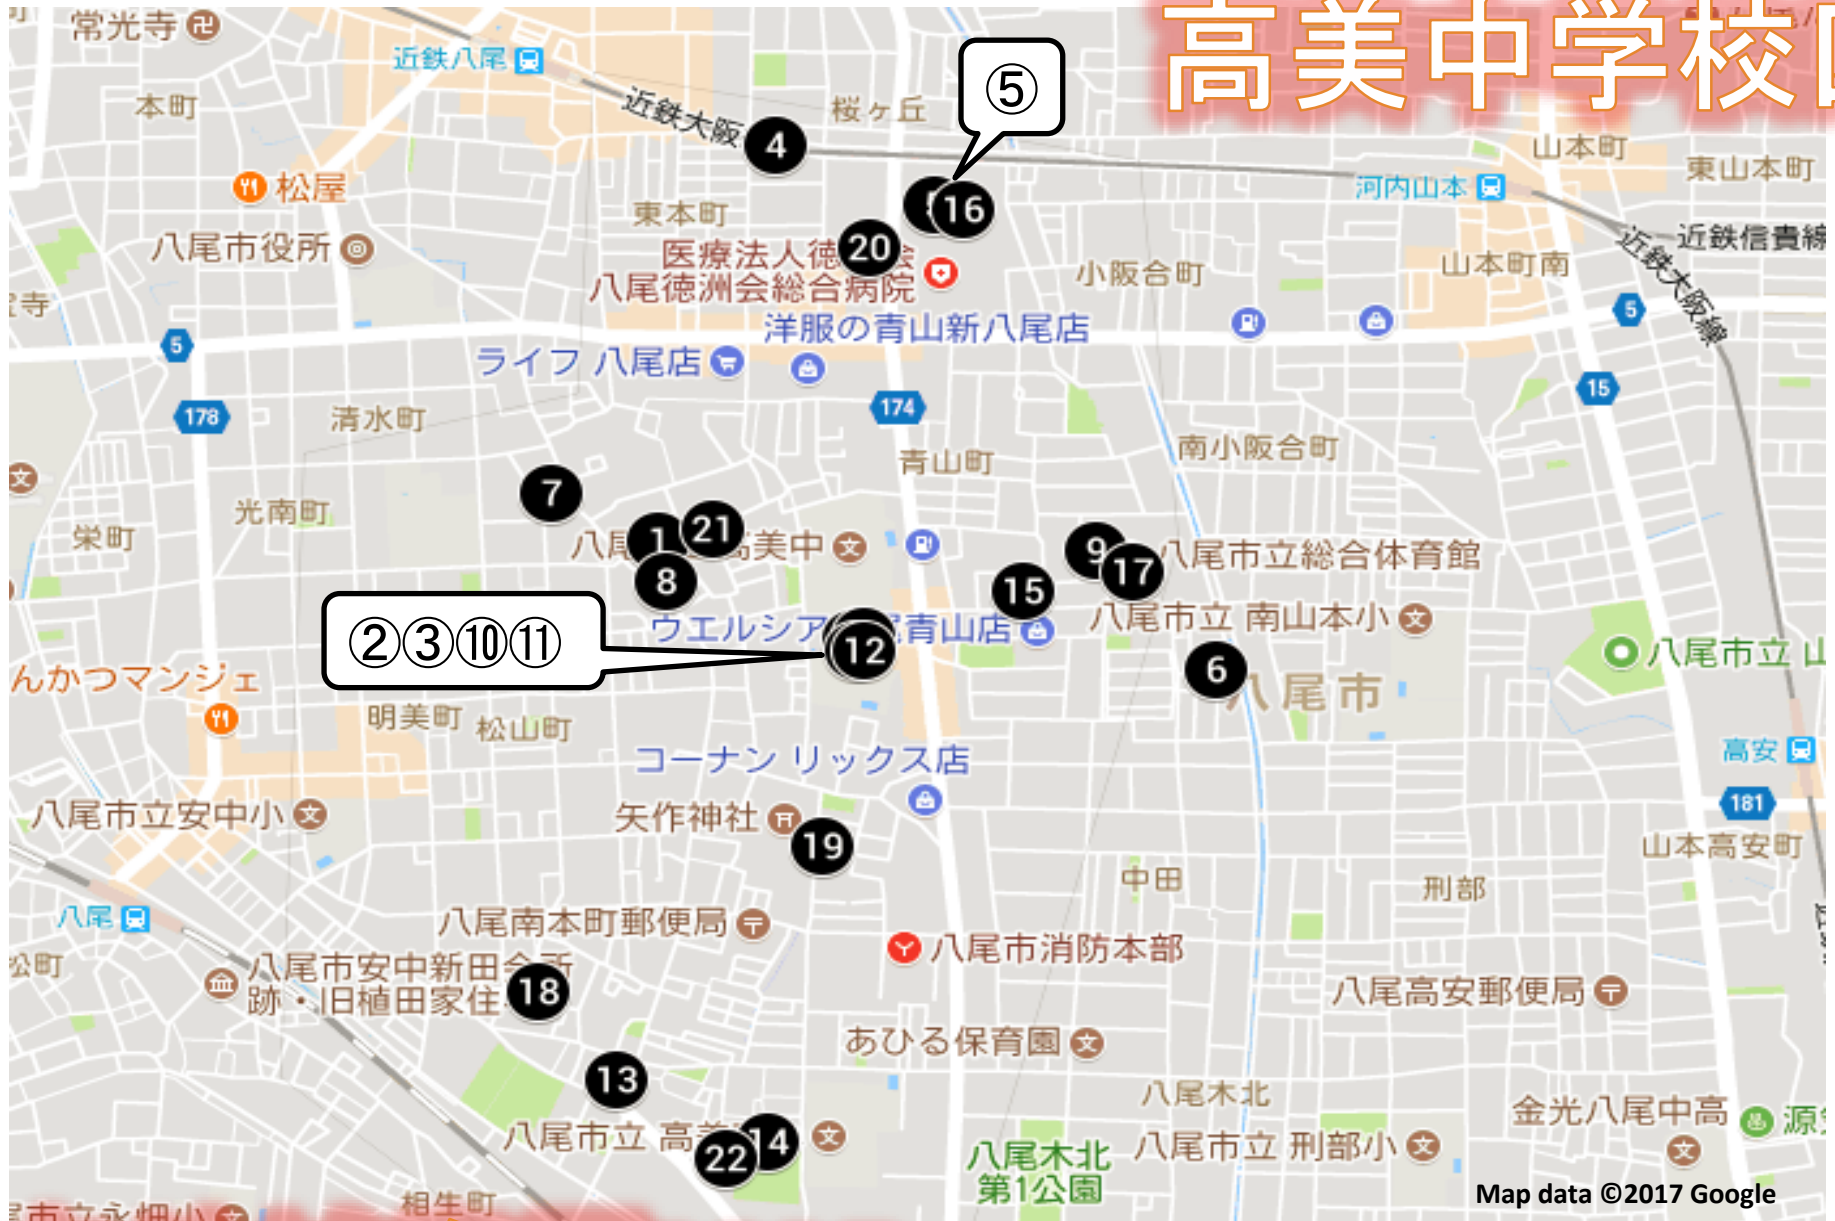 高美中学校
常光寺
近鉄八尾
本町
近鉄大阪
4
桜ヶ丘
⑤
山本町
東山本町
松屋
東本町
16
河内山本
八尾市役所
20
医療法人徳
会
八尾徳洲会総合病院
小阪合町
山本町南
近鉄信貴線
近鉄大阪線
洋服の青山新八尾店
5
5
ライフ 八尾店
178
清水町
174
15
青山町
南小阪合町
7
光南町
栄町
1
21
八尾
高美中
8
9
17
八尾市立総合体育館
15
②③⑩⑪
ウエルシア
尾青山店
12
八尾市立 南山本小
6
八尾市
八尾市立 山
んかつマンジェ
明美町
松山町
コーナン リックス店
高安
181
八尾市立安中小
矢作神社
19
山本高安町
中田
刑部
八尾
八尾南本町郵便局
八尾市消防本部
松町
八尾市安中新田会所
跡・旧植田家住
18
八尾高安郵便局
あひる保育園
13
八尾木北
金光八尾中高
八尾市立 高美
14
22
八尾木北
第1公園
八尾市立 刑部小
相生町
市立永畑小
Map data ©2017 Google